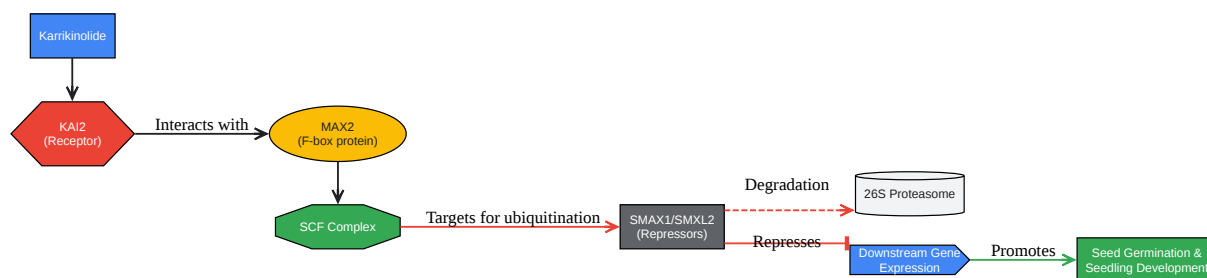 Karrikinolide
KAI2
(Receptor)
Interacts with
MAX2
(F-box protein)
SCF Complex
Targets for ubiquitination
SMAX1/SMXL2
(Repressors)
Degradation
26S Proteasome
Represses
Downstream Gene
Expression
Promotes
Seed Germination &
Seedling Development